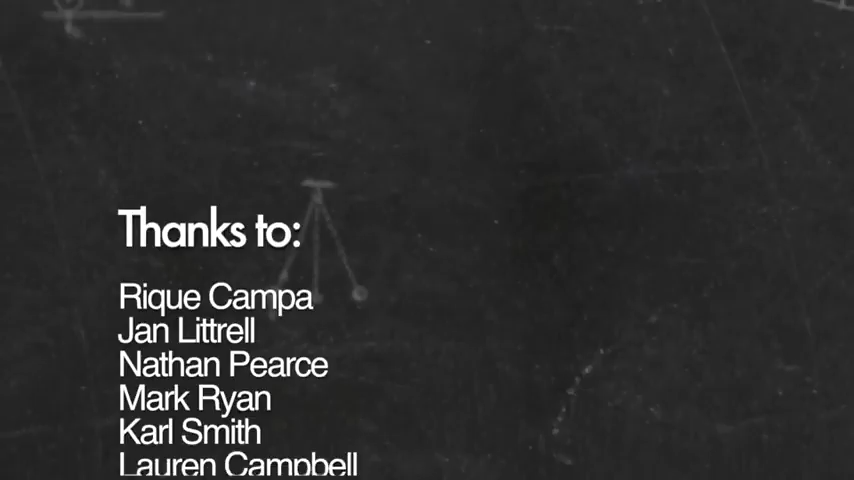 Thanks to:
Rique Campa
Jan Littrell
Nathan Pearce
Mark Ryan
Karl Smith
Lauren Campbell